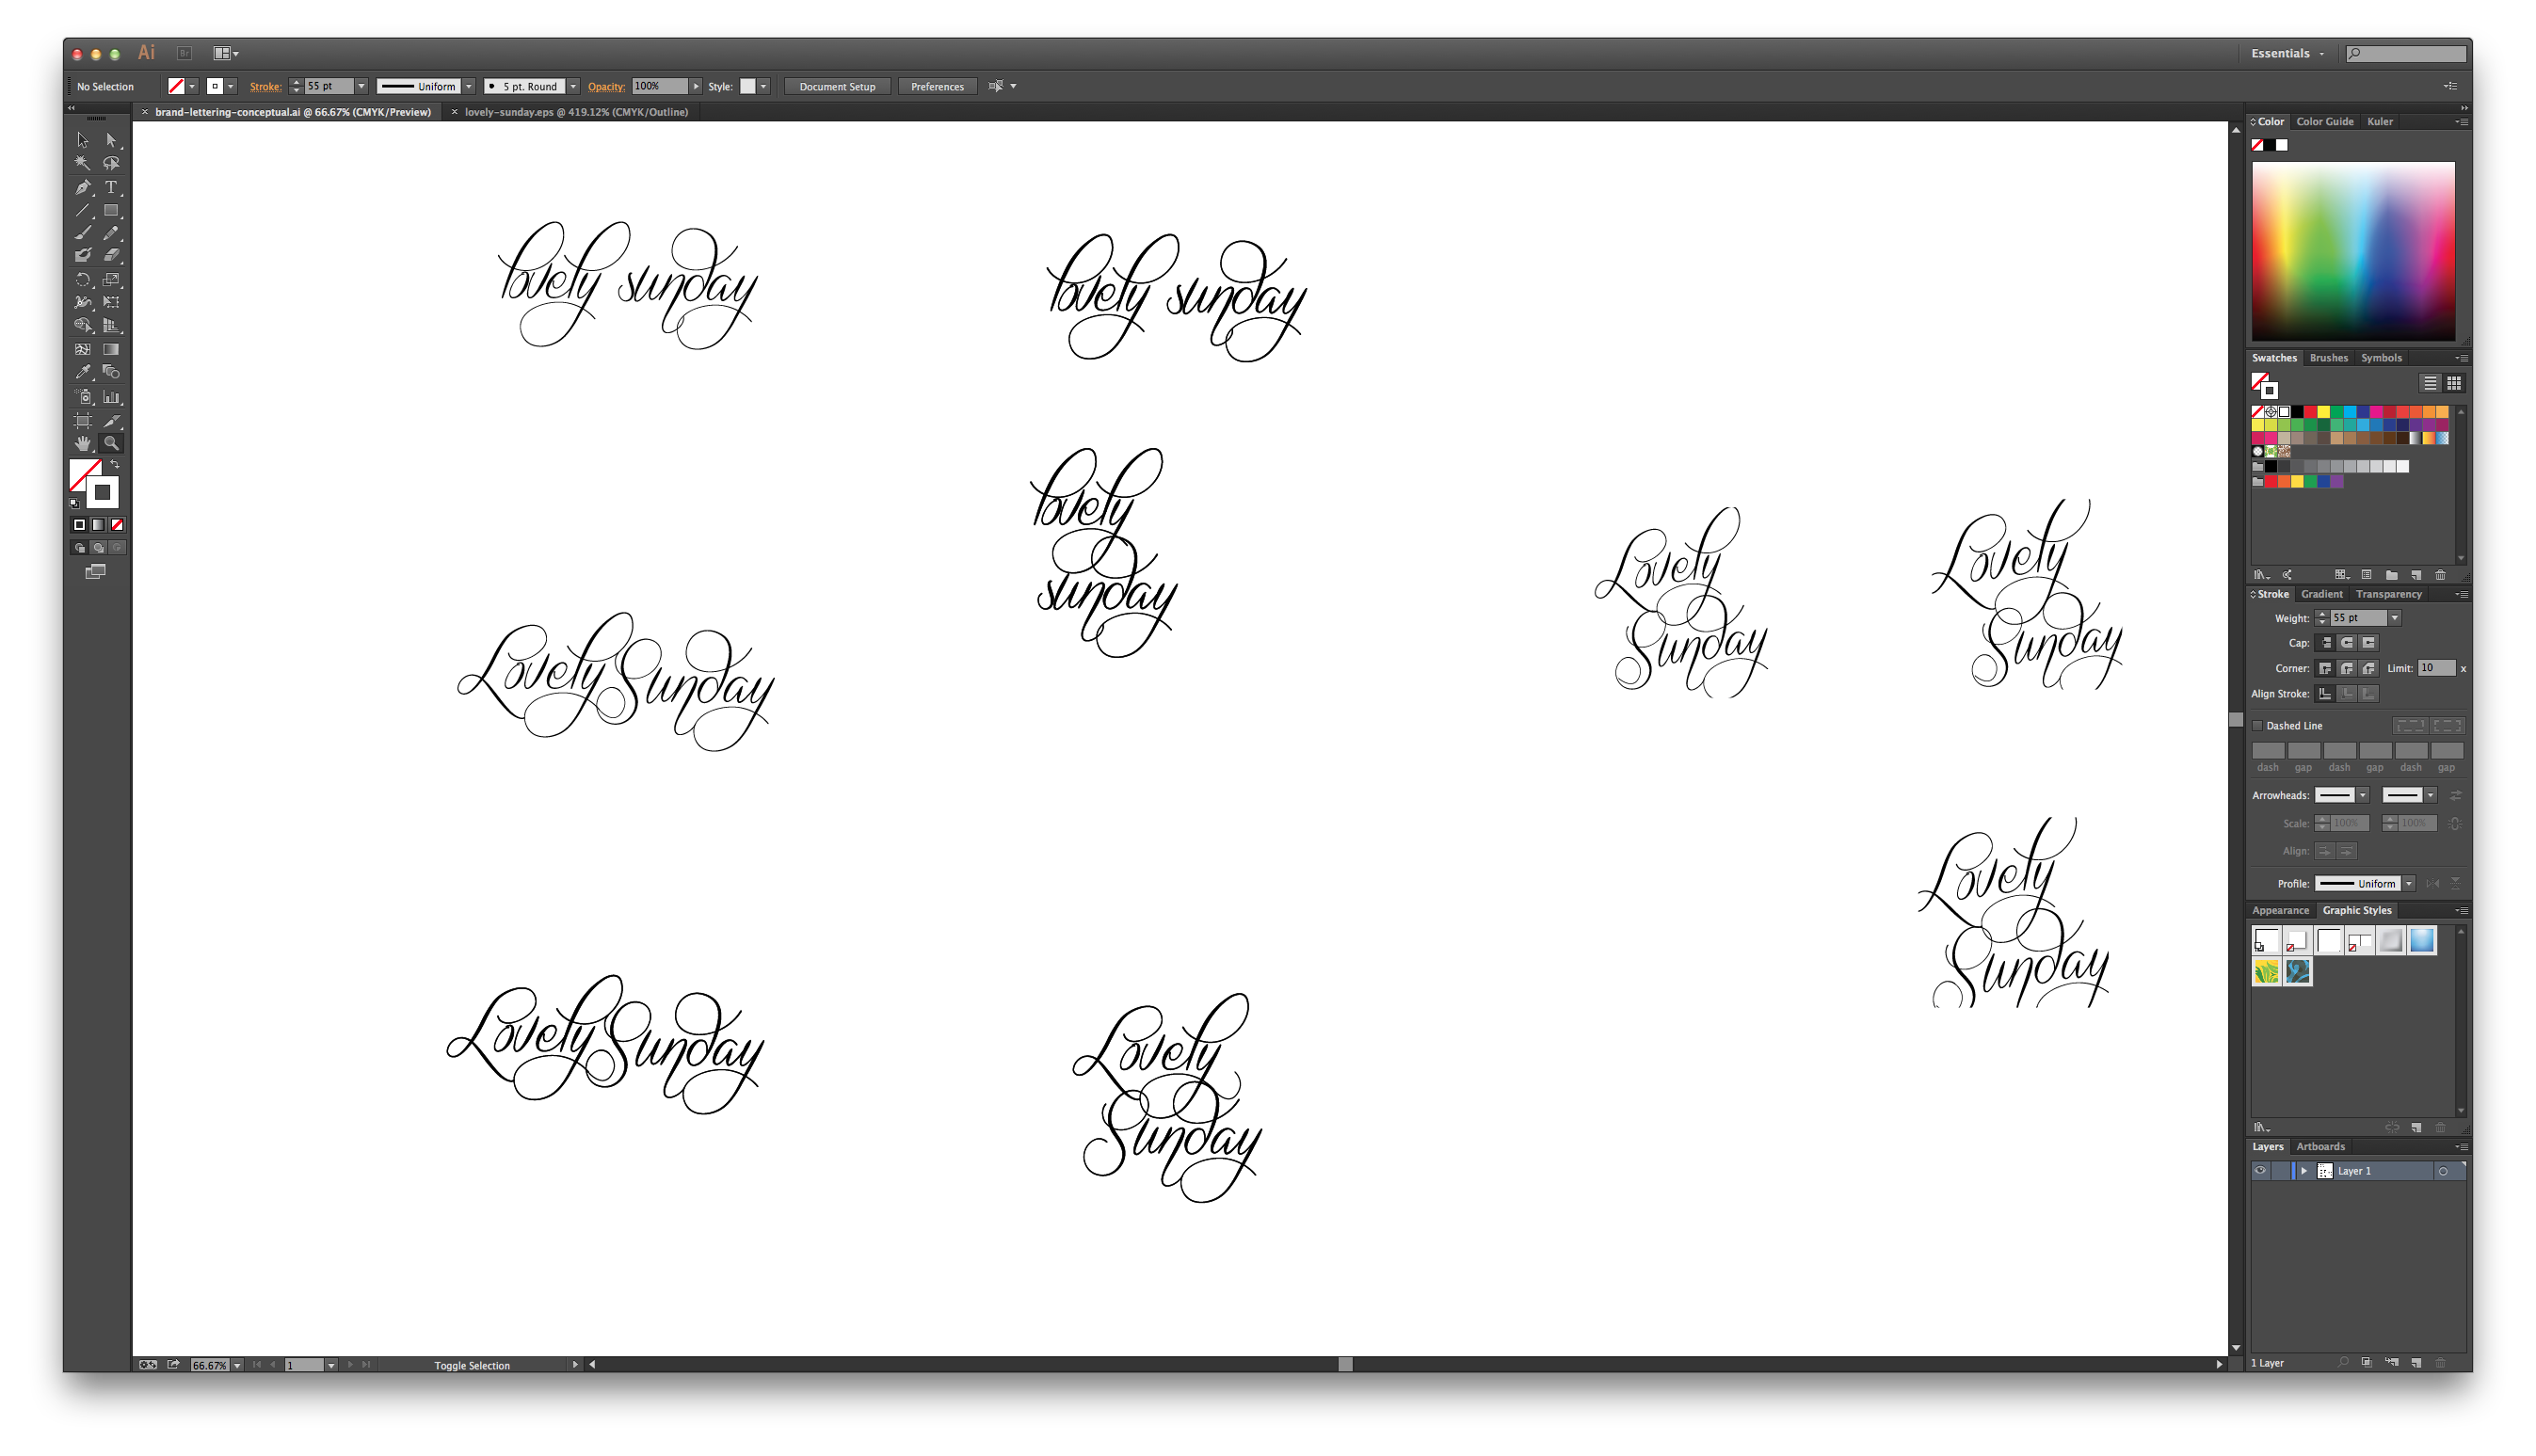 Ai Br Essentials
No Selection Stroke: 55 pt Uniform 5 pt. Round Opacity: 100% Style: Document Setup Preferences
× brand-lettering-conceptual.ai @ 66.67% (CMYK/Preview) × lovely-sunday.eps @ 419.12% (CMYK/Outline)
lovely sunday
lovely sunday
lovely
sunday
Lovely
Sunday
Lovely
Sunday
Lovely Sunday
Lovely
Sunday
Lovely Sunday
Lovely
Sunday
Color Color Guide Kuler
Swatches Brushes Symbols
Stroke Gradient Transparency
Weight: 55 pt
Cap:
Corner: Limit: 10 x
Align Stroke:
Dashed Line
dash gap dash gap dash gap
Arrowheads:
Scale: 100% 100%
Align:
Profile: Uniform
Appearance Graphic Styles
Layers Artboards
Layer 1
1 Layer
66.67% 1 Toggle Selection